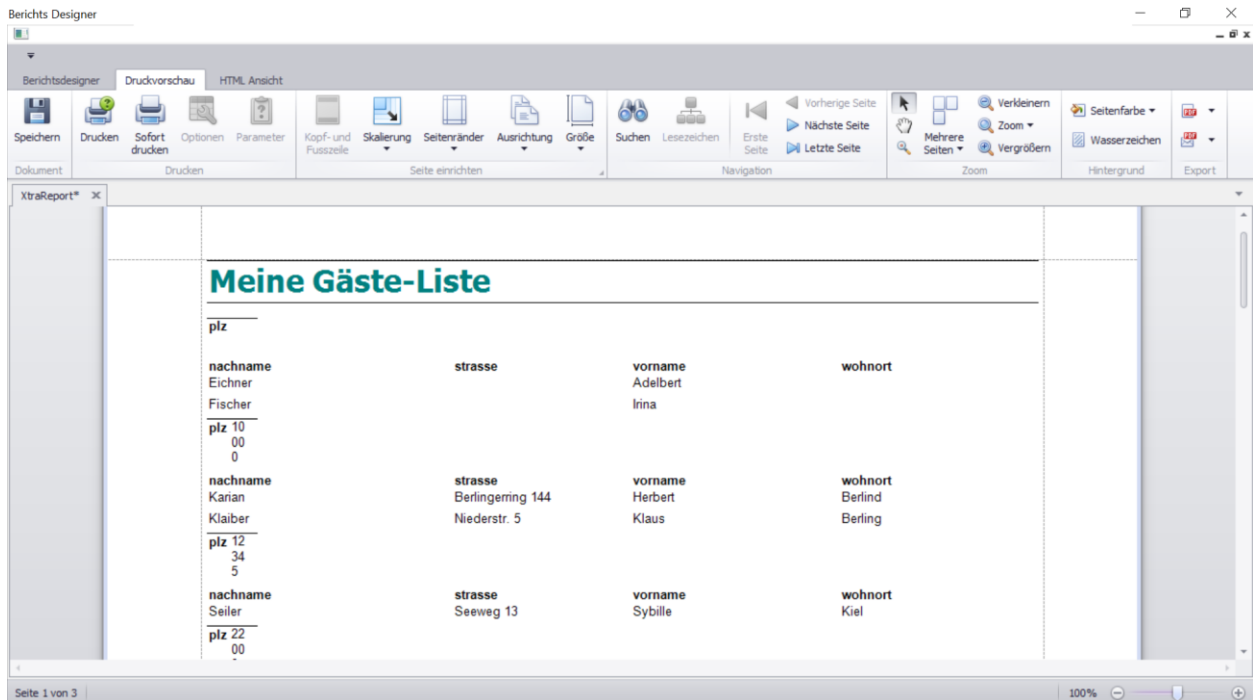 Berichts Designer
Berichtsdesigner Druckvorschau HTML Ansicht
Speichern Drucken Sofort drucken Optionen Parameter Kopf- und Fusszeile Skalierung Seitenränder Ausrichtung Größe Suchen Lesezeichen Erste Seite Vorherige Seite Nächste Seite Letzte Seite Mehrere Seiten Verkleinern Zoom Vergrößern Seitenfarbe Wasserzeichen
Dokument Drucken Seite einrichten Navigation Zoom Hintergrund Export
XtraReport*
Meine Gäste-Liste
plz
nachname strasse vorname wohnort
Eichner Adelbert
Fischer Irina
plz 10
00
0
nachname strasse vorname wohnort
Karian Berlingerring 144 Herbert Berlind
Klaiber Niederstr. 5 Klaus Berling
plz 12
34
5
nachname strasse vorname wohnort
Seiler Seeweg 13 Sybille Kiel
plz 22
00
Seite 1 von 3 100%